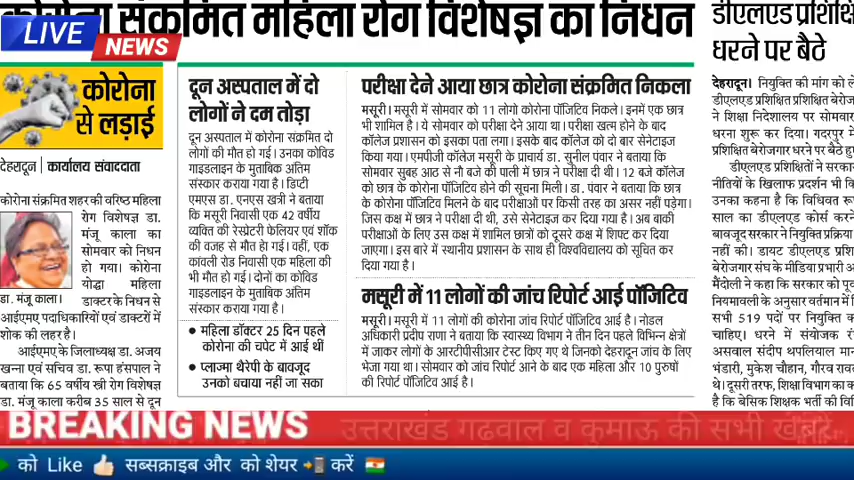 कोरोना संक्रमित महिला रोग विशेषज्ञ का निधन
LIVE
NEWS
कोरोना
से लड़ाई
देहरादून | कार्यालय संवाददाता
कोरोना संक्रमित शहर की वरिष्ठ महिला
रोग विशेषज्ञ डा.
मंजू काला का
सोमवार को निधन
हो गया। कोरोना
योद्धा महिला
डा. मंजू काला। डाक्टर के निधन से
आईएमए पदाधिकारियों एवं डाक्टरों में
शोक की लहर है।
आईएमए के जिलाध्यक्ष डा. अजय
खन्ना एवं सचिव डा. रूपा हंसपाल ने
बताया कि 65 वर्षीय स्त्री रोग विशेषज्ञ
डा. मंजू काला करीब 35 साल से दून
दून अस्पताल में दो
लोगों ने दम तोड़ा
दून अस्पताल में कोरोना संक्रमित दो
लोगों की मौत हो गई। उनका कोविड
गाइडलाइन के मुताबिक अंतिम
संस्कार कराया गया है। डिप्टी
एमएस डा. एनएस खत्री ने बताया
कि मसूरी निवासी एक 42 वर्षीय
व्यक्ति की रेस्प्रेटरी फेलियर एवं शॉक
की वजह से मौत हो गई। वहीं, एक
कांवली रोड निवासी एक महिला की
भी मौत हो गई। दोनों का कोविड
गाइडलाइन के मुताबिक अंतिम
संस्कार कराया गया है।
● महिला डॉक्टर 25 दिन पहले
कोरोना की चपेट में आई थीं
● प्लाज्मा थैरेपी के बावजूद
उनको बचाया नहीं जा सका
परीक्षा देने आया छात्र कोरोना संक्रमित निकला
मसूरी। मसूरी में सोमवार को 11 लोगो कोरोना पॉजिटिव निकले। इनमें एक छात्र
भी शामिल है। ये सोमवार को परीक्षा देने आया था। परीक्षा खत्म होने के बाद
कॉलेज प्रशासन को इसका पता लगा। इसके बाद कॉलेज को दो बार सेनेटाइज
किया गया। एमपीजी कॉलेज मसूरी के प्राचार्य डा. सुनील पंवार ने बताया कि
सोमवार सुबह आठ से नौ बजे की पाली में छात्र ने परीक्षा दी थी। 12 बजे कॉलेज
को छात्र के कोरोना पॉजिटिव होने की सूचना मिली। डा. पंवार ने बताया कि छात्र
के कोरोना पॉजिटिव मिलने के बाद परीक्षाओं पर किसी तरह का असर नहीं पड़ेगा।
जिस कक्ष में छात्र ने परीक्षा दी थी, उसे सेनेटाइज कर दिया गया है। अब बाकी
परीक्षाओं के लिए उस कक्ष में शामिल छात्रों को दूसरे कक्ष में शिफ्ट कर दिया
जाएगा। इस बारे में स्थानीय प्रशासन के साथ ही विश्वविद्यालय को सूचित कर
दिया गया है।
मसूरी में 11 लोगों की जांच रिपोर्ट आई पॉजिटिव
मसूरी। मसूरी में 11 लोगों की कोरोना जांच रिपोर्ट पॉजिटिव आई है। नोडल
अधिकारी प्रदीप राणा ने बताया कि स्वास्थ्य विभाग ने तीन दिन पहले विभिन्न क्षेत्रों
में जाकर लोगों के आरटीपीसीआर टेस्ट किए गए थे जिनको देहरादून जांच के लिए
भेजा गया था। सोमवार को जांच रिपोर्ट आने के बाद एक महिला और 10 पुरुषों
की रिपोर्ट पॉजिटिव आई है।
डीएलएड प्रशिक्षि
धरने पर बैठे
देहरादून। नियुक्ति की मांग को ले
डीएलएड प्रशिक्षित प्रशिक्षित बेरोज
ने शिक्षा निदेशालय पर सोमवार
धरना शुरू कर दिया। गदरपुर में
प्रशिक्षित बेरोजगार धरने पर बैठे हु
डीएलएड प्रशिक्षितों ने सरका
नीतियों के खिलाफ प्रदर्शन भी कि
उनका कहना है कि विधिवत रू
साल का डीएलएड कोर्स करने
बावजूद सरकार ने नियुक्ति प्रक्रिया
नहीं की। डायट डीएलएड प्रशि
बेरोजगार संघ के मीडिया प्रभारी अ
मैंदोली ने कहा कि सरकार को पूर्व
नियमावली के अनुसार वर्तमान में रि
सभी 519 पदों पर नियुक्ति क
चाहिए। धरने में संयोजक रं
असवाल संदीप थपलियाल मान
भंडारी, मुकेश चौहान, गौरव राव
थे। दूसरी तरफ, शिक्षा विभाग का क
है कि बेसिक शिक्षक भर्ती की वि
BREAKING NEWS
उत्तराखंड गढवाल व कुमाऊ की सभी खबरें
को Like 👍🏻 सब्सक्राइब और को शेयर 📲 करें 🇮🇳